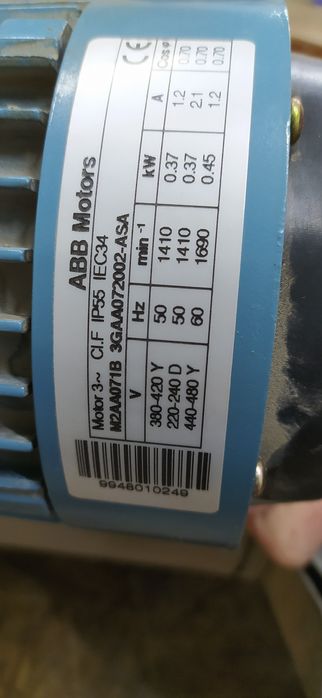 ABB Motors CE
Motor 3~ Cl.F IP55 IEC34
M2AA071B 3GAA072002-ASA
V Hz min⁻¹ kW A Cos φ
380-420 Y 50 1410 0.37 1.2 0.70
220-240 D 50 1410 0.37 2.1 0.70
440-480 Y 60 1690 0.45 1.2 0.70
9948010249